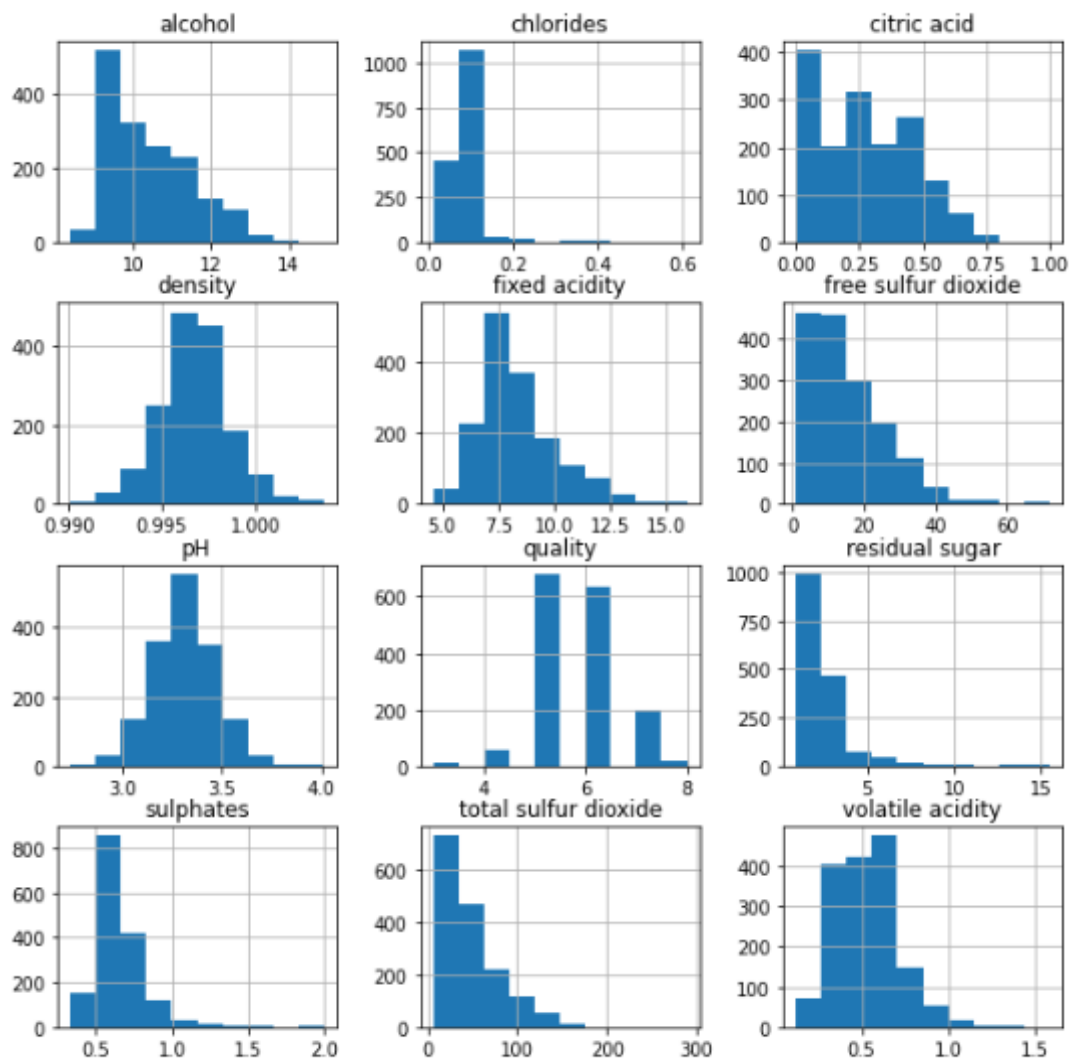 alcohol chlorides citric acid
400 1000 400
200 750 300
0 500 200
250 100
0 0
10 12 14 0.0 0.2 0.4 0.6 0.00 0.25 0.50 0.75 1.00
density fixed acidity free sulfur dioxide
400 400 400
200 200 300
0 0 200
100
0
0.990 0.995 1.000 5.0 7.5 10.0 12.5 15.0 0 20 40 60
pH quality residual sugar
400 600 1000
200 400 750
0 200 500
0 250
0
3.0 3.5 4.0 4 6 8 5 10 15
sulphates total sulfur dioxide volatile acidity
800 600 400
600 400 300
400 200 200
200 0 100
0 0
0.5 1.0 1.5 2.0 0 100 200 300 0.5 1.0 1.5